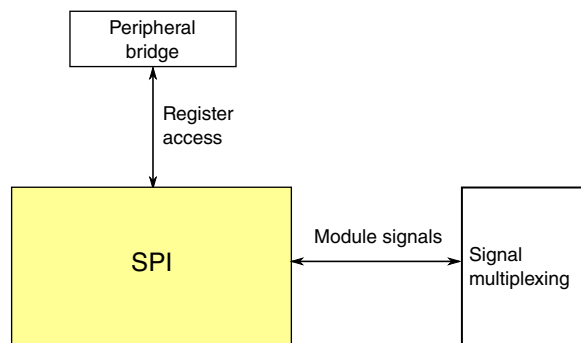 Peripheral
bridge
Register
access
SPI
Module signals
Signal
multiplexing